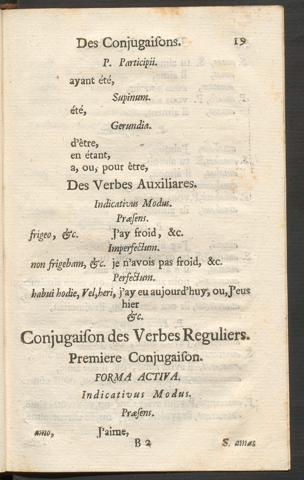 Des Conjugaiſons. 19
P. Participii.
ayant été,
Supinum.
été,
Gerundia.
d'être,
en étant,
a, ou, pour être,
Des Verbes Auxiliares.
Indicativus Modus.
Præſens.
frigeo, &c. J'ay froid, &c.
Imperfectum.
non frigebam, &c. je n'avois pas froid, &c.
Perfectum.
habui hodie, Vel, heri, j'ay eu aujourd'huy, ou, J'eus
hier
&c.
Conjugaiſon des Verbes Reguliers.
Premiere Conjugaiſon.
FORMA ACTIVA.
Indicativus Modus.
Præſens.
amo, J'aime,
B 2 S. amas